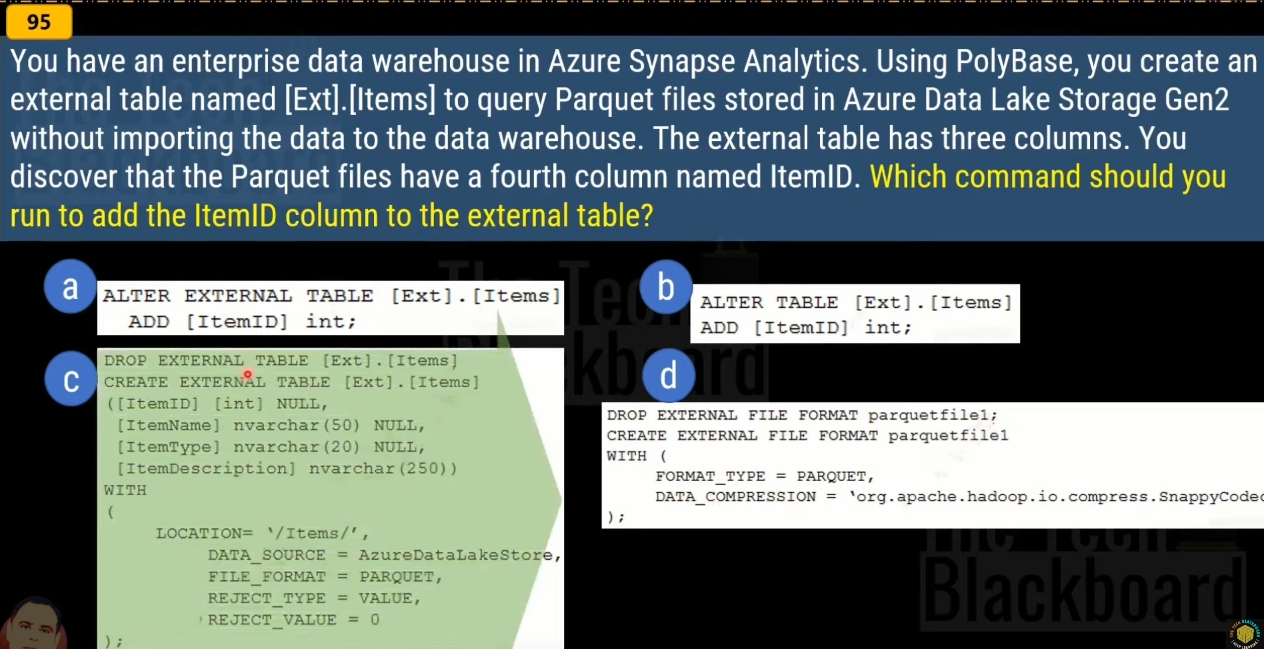 95
You have an enterprise data warehouse in Azure Synapse Analytics. Using PolyBase, you create an
external table named [Ext].[Items] to query Parquet files stored in Azure Data Lake Storage Gen2
without importing the data to the data warehouse. The external table has three columns. You
discover that the Parquet files have a fourth column named ItemID. Which command should you
run to add the ItemID column to the external table?
a
ALTER EXTERNAL TABLE [Ext].[Items]
ADD [ItemID] int;
b
ALTER TABLE [Ext].[Items]
ADD [ItemID] int;
c
DROP EXTERNAL TABLE [Ext].[Items]
CREATE EXTERNAL TABLE [Ext].[Items]
([ItemID] [int] NULL,
[ItemName] nvarchar(50) NULL,
[ItemType] nvarchar(20) NULL,
[ItemDescription] nvarchar(250))
WITH
(
LOCATION= ‘/Items/’,
DATA_SOURCE = AzureDataLakeStore,
FILE_FORMAT = PARQUET,
REJECT_TYPE = VALUE,
REJECT_VALUE = 0
);
d
DROP EXTERNAL FILE FORMAT parquetfile1;
CREATE EXTERNAL FILE FORMAT parquetfile1
WITH (
FORMAT_TYPE = PARQUET,
DATA_COMPRESSION = ‘org.apache.hadoop.io.compress.SnappyCodec
);
The Tech
Blackboard